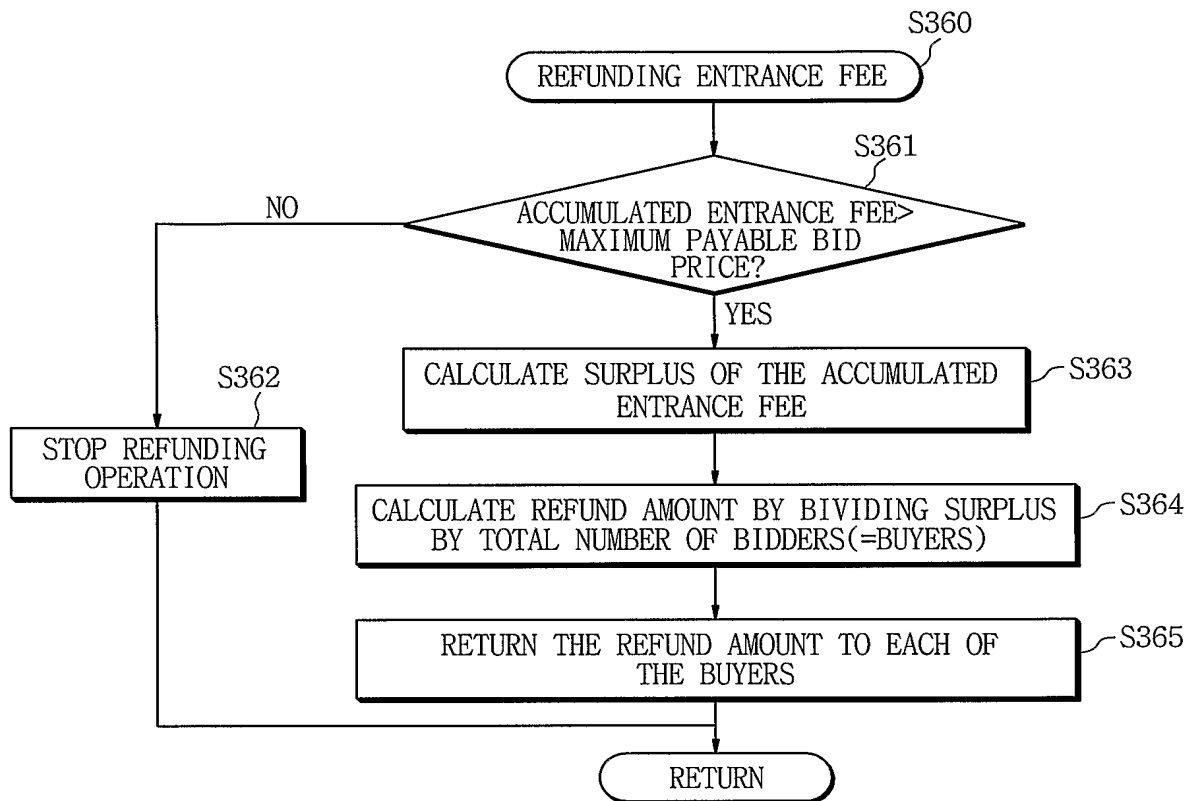 S360
REFUNDING ENTRANCE FEE
S361
NO
ACCUMULATED ENTRANCE FEE>
MAXIMUM PAYABLE BID
PRICE?
YES
S363
CALCULATE SURPLUS OF THE ACCUMULATED
ENTRANCE FEE
S362
STOP REFUNDING
OPERATION
S364
CALCULATE REFUND AMOUNT BY BIVIDING SURPLUS
BY TOTAL NUMBER OF BIDDERS(=BUYERS)
S365
RETURN THE REFUND AMOUNT TO EACH OF
THE BUYERS
RETURN